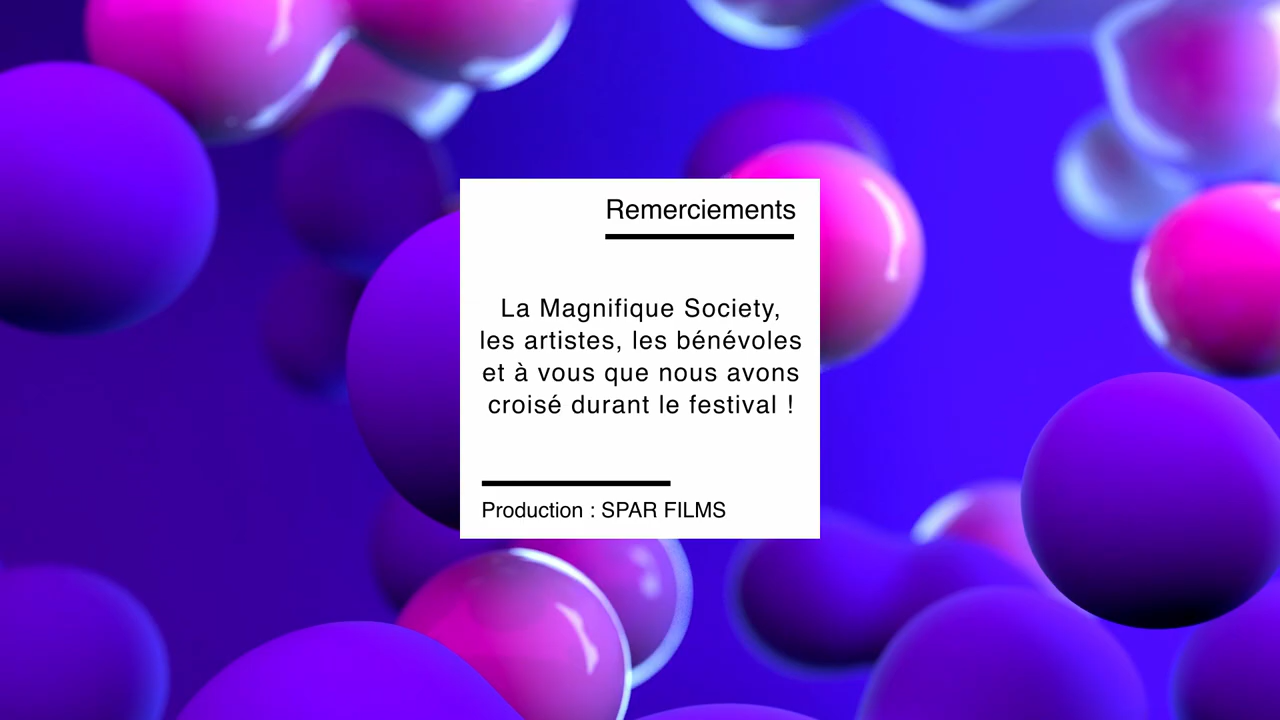 Remerciements
La Magnifique Society,
les artistes, les bénévoles
et à vous que nous avons
croisé durant le festival !
Production : SPAR FILMS